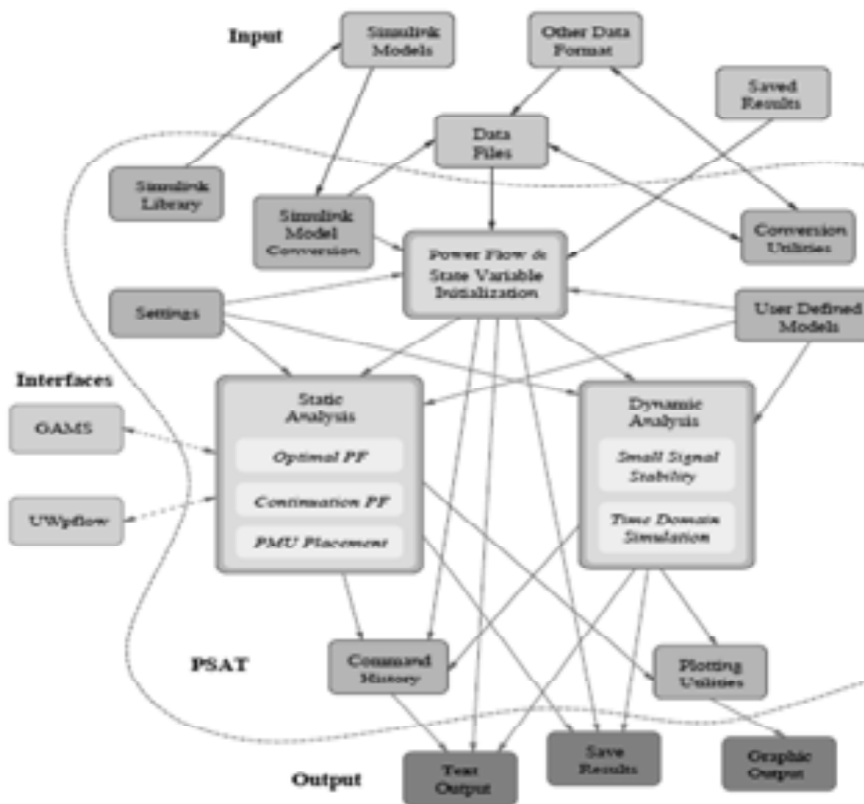 Input
Simulink
Models
Other Data
Format
Saved
Results
Data
Files
Simulink
Library
Simulink
Model
Conversion
Power Flow &
State Variable
Initialization
Conversion
Utilities
Settings
User Defined
Models
Interfaces
GAMS
UWpflow
Static
Analysis
Optimal PF
Continuation PF
PMU Placement
Dynamic
Analysis
Small Signal
Stability
Time Domain
Simulation
PSAT
Command
History
Plotting
Utilities
Output
Text
Output
Save
Results
Graphic
Output